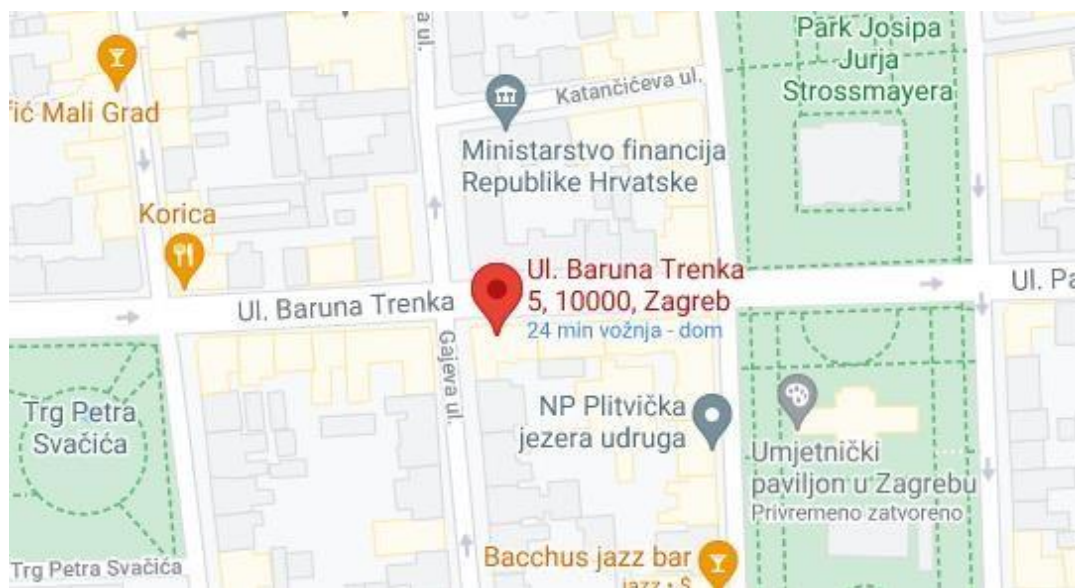 Park Josipa
Jurja
Strossmayera
a ul.
Katančićeva ul.
fić Mali Grad
Ministarstvo financija
Republike Hrvatske
Korica
Ul. Baruna Trenka
5, 10000, Zagreb
24 min vožnja - dom
Ul. Pa
Ul. Baruna Trenka
Gajeva ul.
Trg Petra
Svačića
NP Plitvička
jezera udruga
Umjetnički
paviljon u Zagrebu
Privremeno zatvoreno
Trg Petra Svačića
Bacchus jazz bar
jazz • $